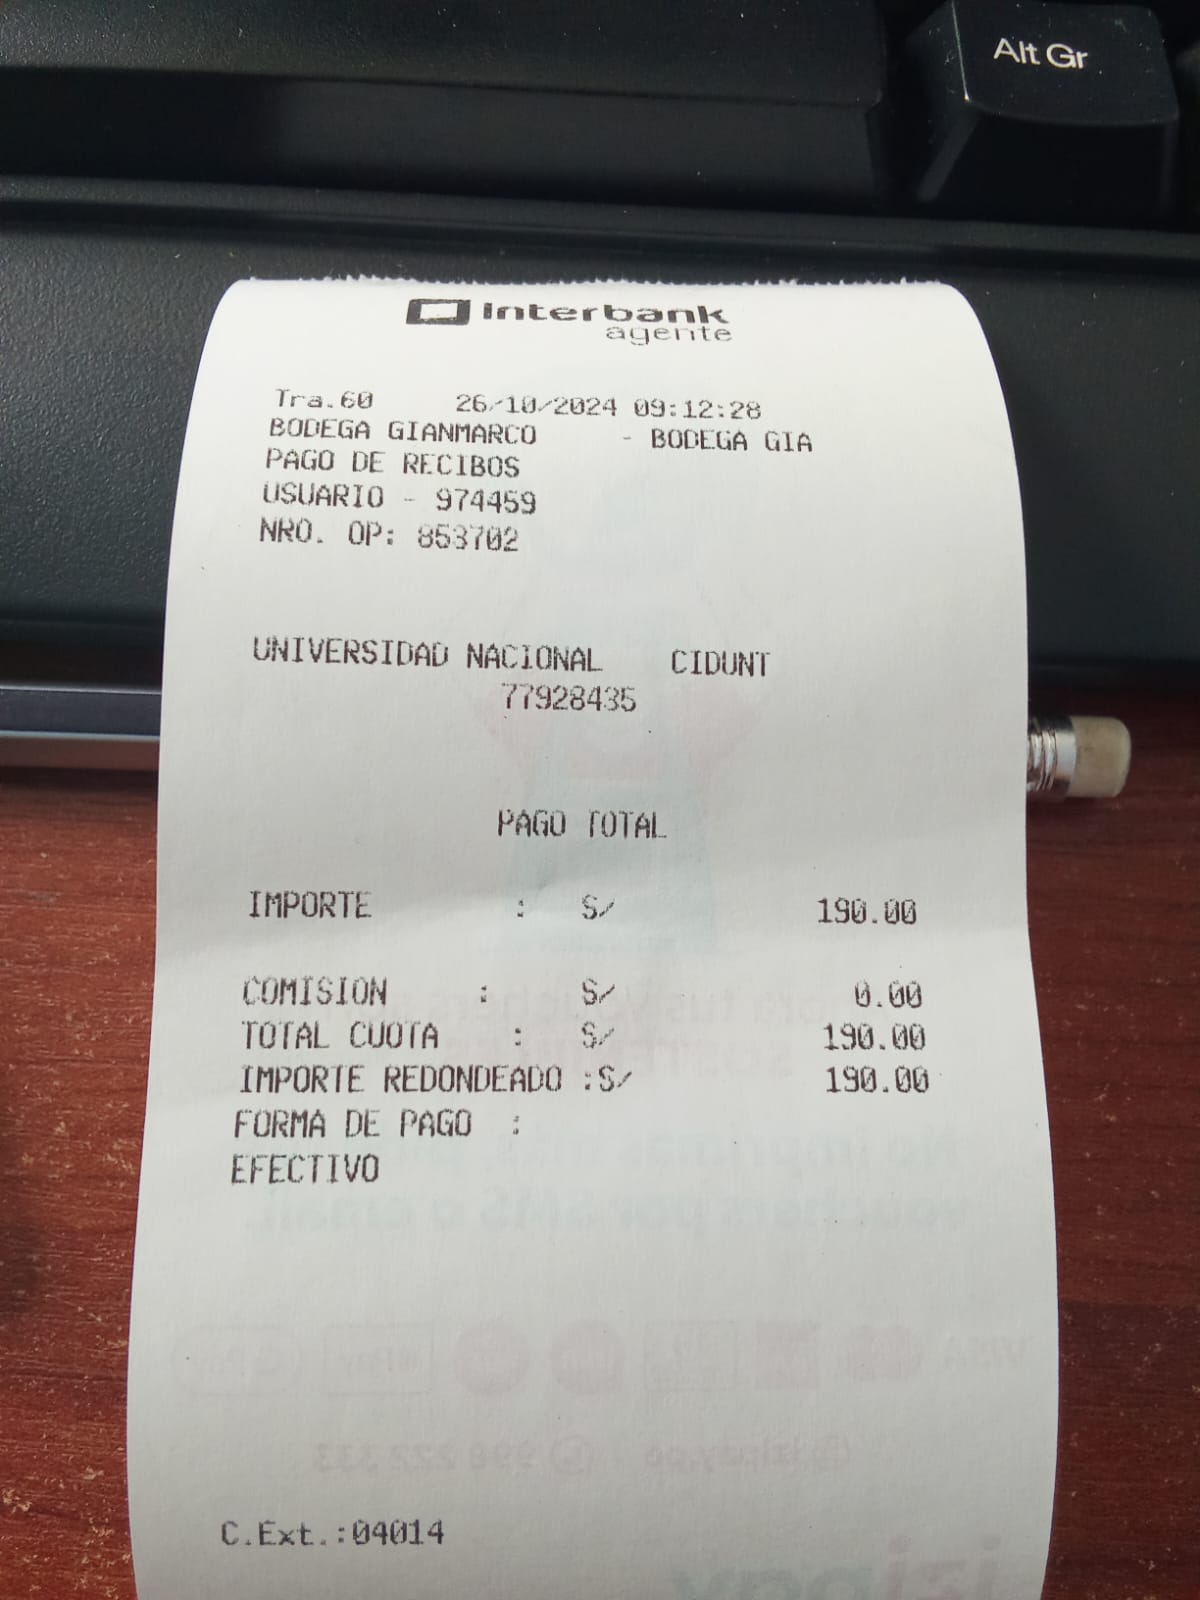 Alt Gr
interbank
agente
Tra.60 26/10/2024 09:12:28
BODEGA GIANMARCO - BODEGA GIA
PAGO DE RECIBOS
USUARIO - 974459
NRO. OP: 853702
UNIVERSIDAD NACIONAL CIDUNT
77928435
PAGO TOTAL
IMPORTE : S/ 190.00
COMISION : S/ 0.00
TOTAL CUOTA : S/ 190.00
IMPORTE REDONDEADO :S/ 190.00
FORMA DE PAGO :
EFECTIVO
C.Ext.:04014